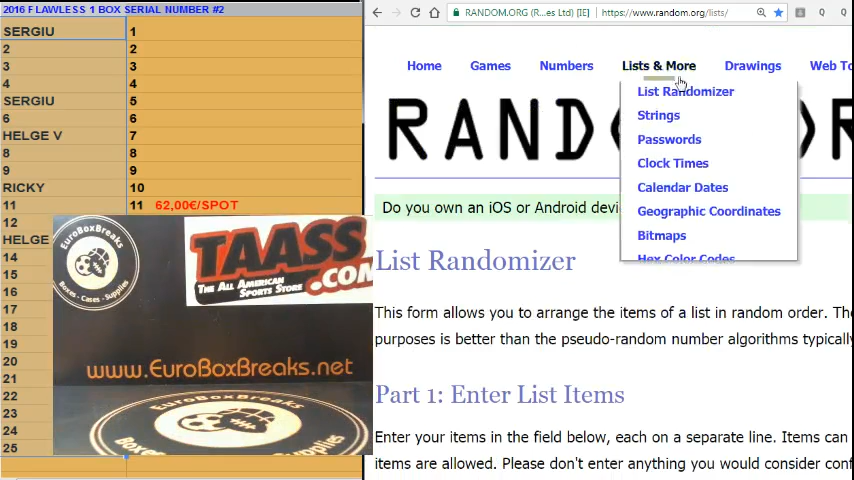 2016 FLAWLESS 1 BOX SERIAL NUMBER #2
SERGIU 1
2 2
3 3
4 4
SERGIU 5
6 6
HELGE V 7
8 8
9 9
RICKY 10
11 11 62,00€/SPOT
12
HELGE
14
15
16
17
18
19
20
21
22
23
24
25
EuroBoxBreaks
Boxes - Cases - Supplies
TAASS
.COM
THE ALL AMERICAN
SPORTS STORE
www.EuroBoxBreaks.net
EuroBoxBreaks
RANDOM.ORG (R...es Ltd) [IE]
https://www.random.org/lists/
Home Games Numbers Lists & More Drawings Web To
List Randomizer
Strings
Passwords
Clock Times
Calendar Dates
Geographic Coordinates
Bitmaps
Hex Color Codes
RAND
Do you own an iOS or Android devi
List Randomizer
This form allows you to arrange the items of a list in random order. The
purposes is better than the pseudo-random number algorithms typically
Part 1: Enter List Items
Enter your items in the field below, each on a separate line. Items can
items are allowed. Please don't enter anything you would consider conf